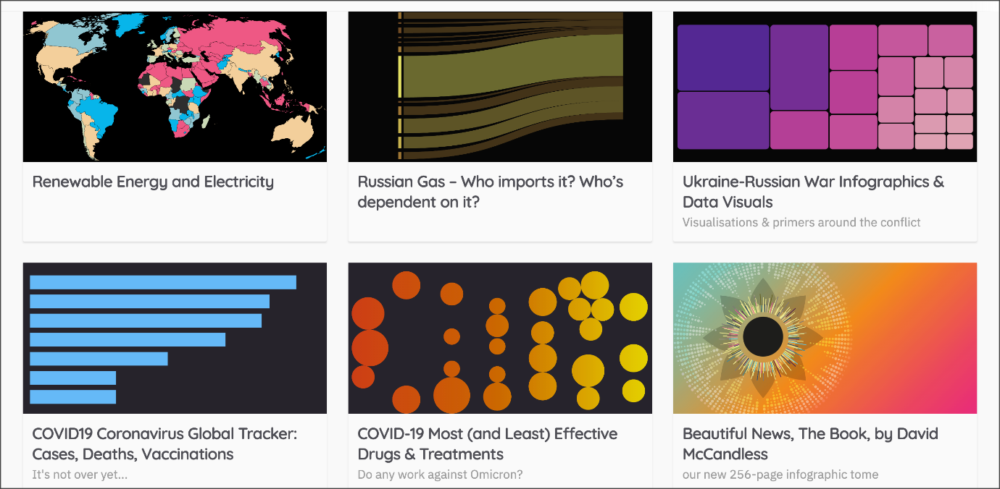 Renewable Energy and Electricity
Russian Gas – Who imports it? Who’s
dependent on it?
Ukraine-Russian War Infographics &
Data Visuals
Visualisations & primers around the conflict
COVID19 Coronavirus Global Tracker:
Cases, Deaths, Vaccinations
It's not over yet...
COVID-19 Most (and Least) Effective
Drugs & Treatments
Do any work against Omicron?
Beautiful News, The Book, by David
McCandless
our new 256-page infographic tome